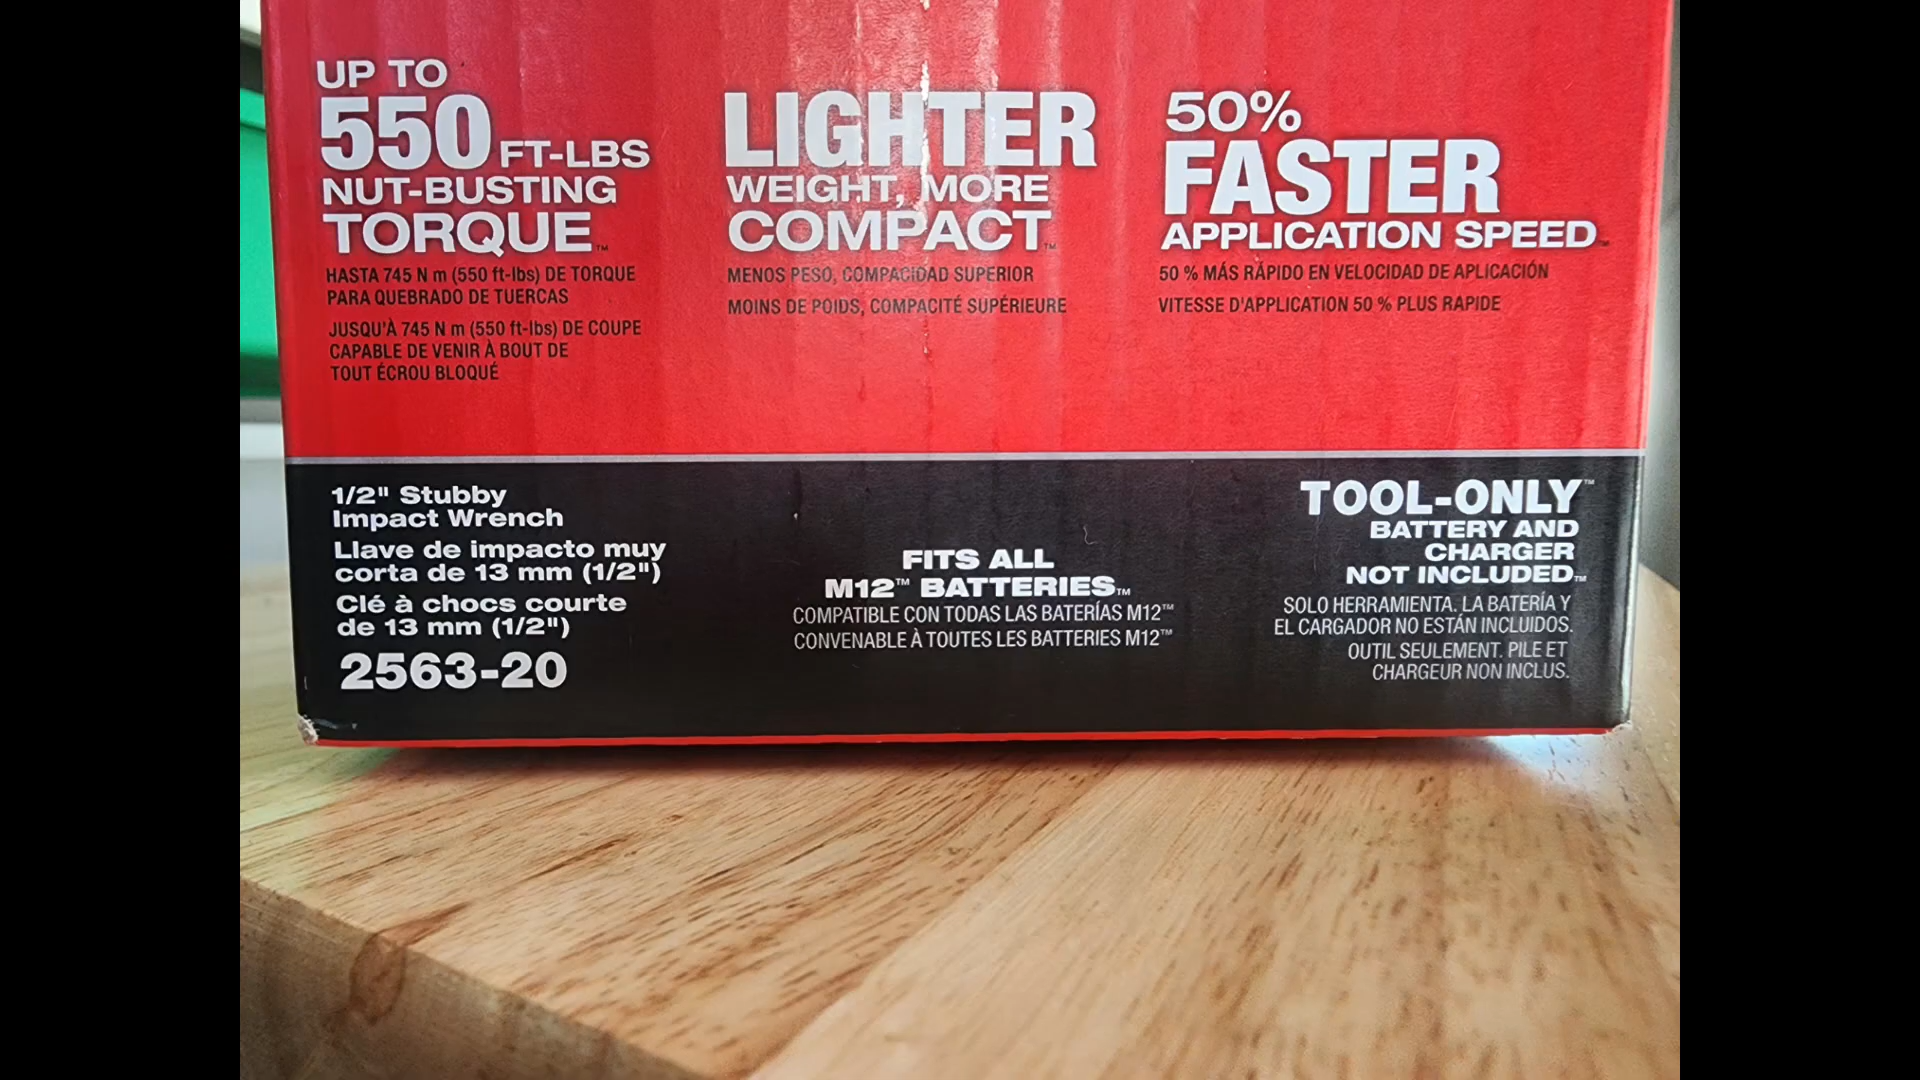 UP TO
550 FT-LBS
NUT-BUSTING
TORQUE™
HASTA 745 N m (550 ft-lbs) DE TORQUE
PARA QUEBRADO DE TUERCAS
JUSQU'À 745 N m (550 ft-lbs) DE COUPE
CAPABLE DE VENIR À BOUT DE
TOUT ÉCROU BLOQUÉ
LIGHTER
WEIGHT, MORE
COMPACT™
MENOS PESO, COMPACIDAD SUPERIOR
MOINS DE POIDS, COMPACITÉ SUPÉRIEURE
50%
FASTER
APPLICATION SPEED™
50 % MÁS RÁPIDO EN VELOCIDAD DE APLICACIÓN
VITESSE D'APPLICATION 50 % PLUS RAPIDE
1/2" Stubby
Impact Wrench
Llave de impacto muy
corta de 13 mm (1/2")
Clé à chocs courte
de 13 mm (1/2")
2563-20
FITS ALL
M12™ BATTERIES™
COMPATIBLE CON TODAS LAS BATERÍAS M12™
CONVENABLE À TOUTES LES BATTERIES M12™
TOOL-ONLY™
BATTERY AND
CHARGER
NOT INCLUDED™
SOLO HERRAMIENTA. LA BATERÍA Y
EL CARGADOR NO ESTÁN INCLUIDOS.
OUTIL SEULEMENT. PILE ET
CHARGEUR NON INCLUS.